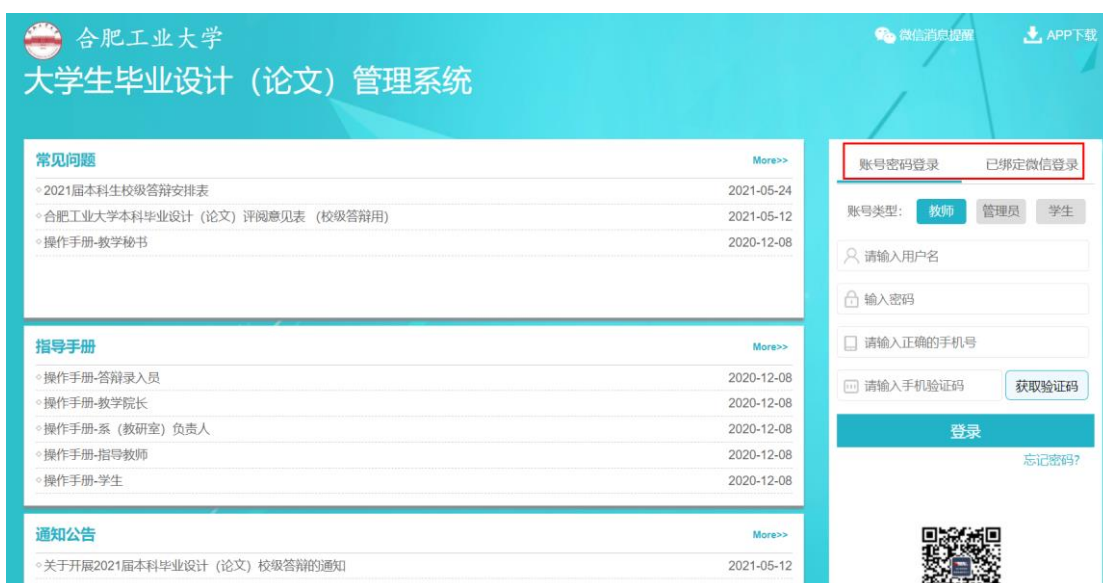 合肥工业大学
微信消息提醒 APP下载
大学生毕业设计（论文）管理系统
常见问题 More>>
2021届本科生校级答辩安排表 2021-05-24
合肥工业大学本科毕业设计（论文）评阅意见表 （校级答辩用） 2021-05-12
操作手册-教学秘书 2020-12-08
指导手册 More>>
操作手册-答辩录入员 2020-12-08
操作手册-教学院长 2020-12-08
操作手册-系（教研室）负责人 2020-12-08
操作手册-指导教师 2020-12-08
操作手册-学生 2020-12-08
通知公告 More>>
关于开展2021届本科毕业设计（论文）校级答辩的通知 2021-05-12
账号密码登录 已绑定微信登录
账号类型: 教师 管理员 学生
请输入用户名
输入密码
请输入正确的手机号
请输入手机验证码 获取验证码
登录
忘记密码?